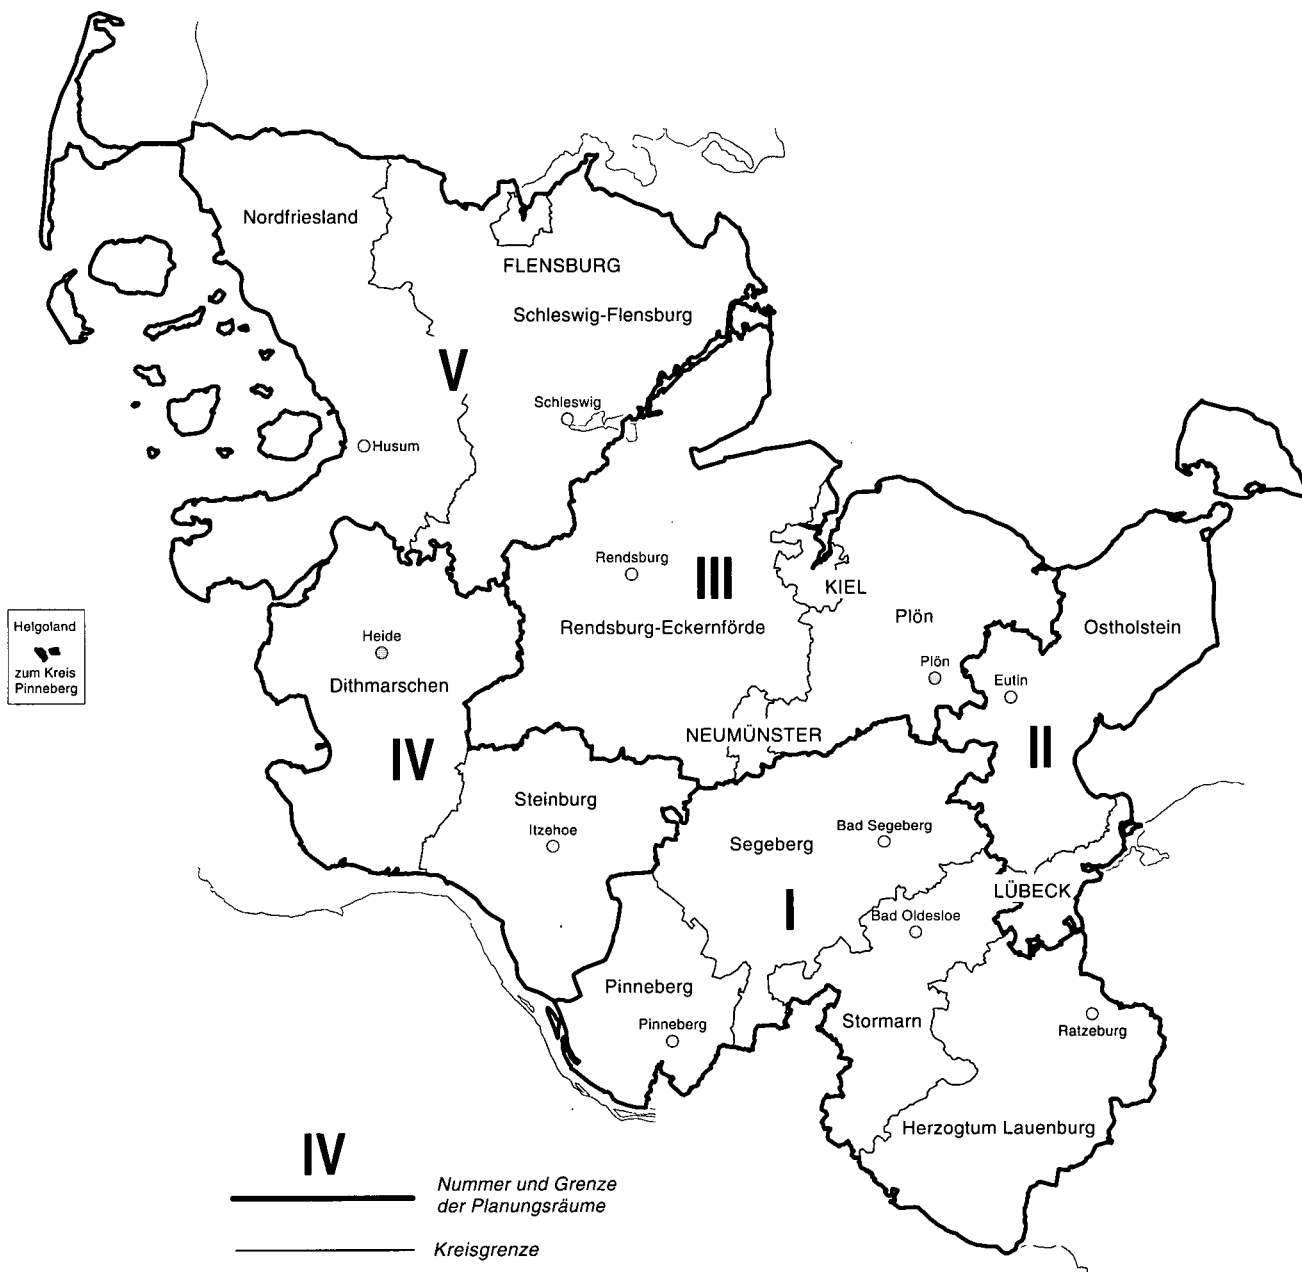 Nordfriesland
FLENSBURG
Schleswig-Flensburg
V
Schleswig
Husum
Rendsburg
III
KIEL
Rendsburg-Eckernförde
Plön
Plön
Ostholstein
Eutin
II
Helgoland
zum Kreis
Pinneberg
Heide
Dithmarschen
IV
NEUMÜNSTER
Steinburg
Itzehoe
Segeberg
Bad Segeberg
I
LÜBECK
Bad Oldesloe
Pinneberg
Pinneberg
Stormarn
Ratzeburg
Herzogtum Lauenburg
IV
Nummer und Grenze
der Planungsräume
Kreisgrenze